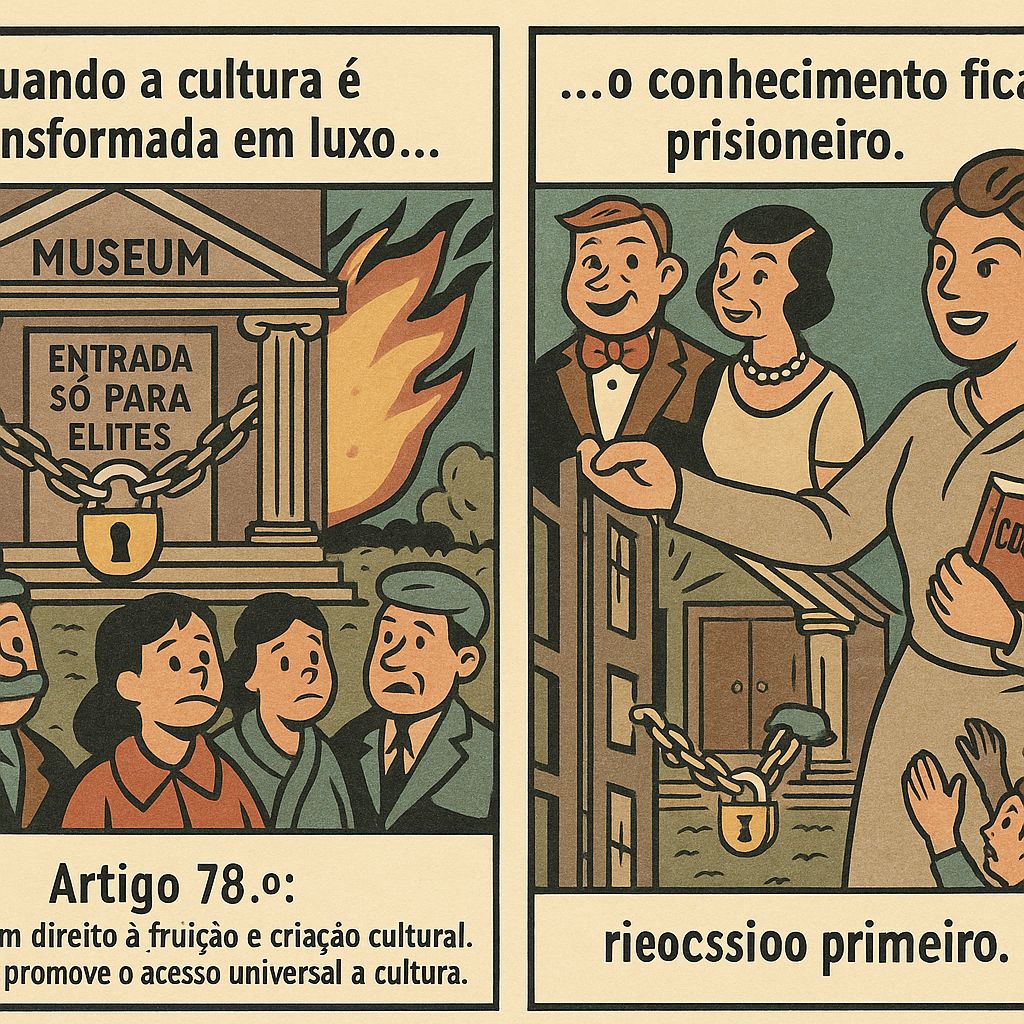 uando a cultura é
nsformada em luxo...
MUSEUM
ENTRADA
SÓ PARA
ELITES
Artigo 78.º:
m direito à fruição e criação cultural.
promove o acesso universal a cultura.
...o conhecimento fica
prisioneiro.
CO
rieocssioo primeiro.